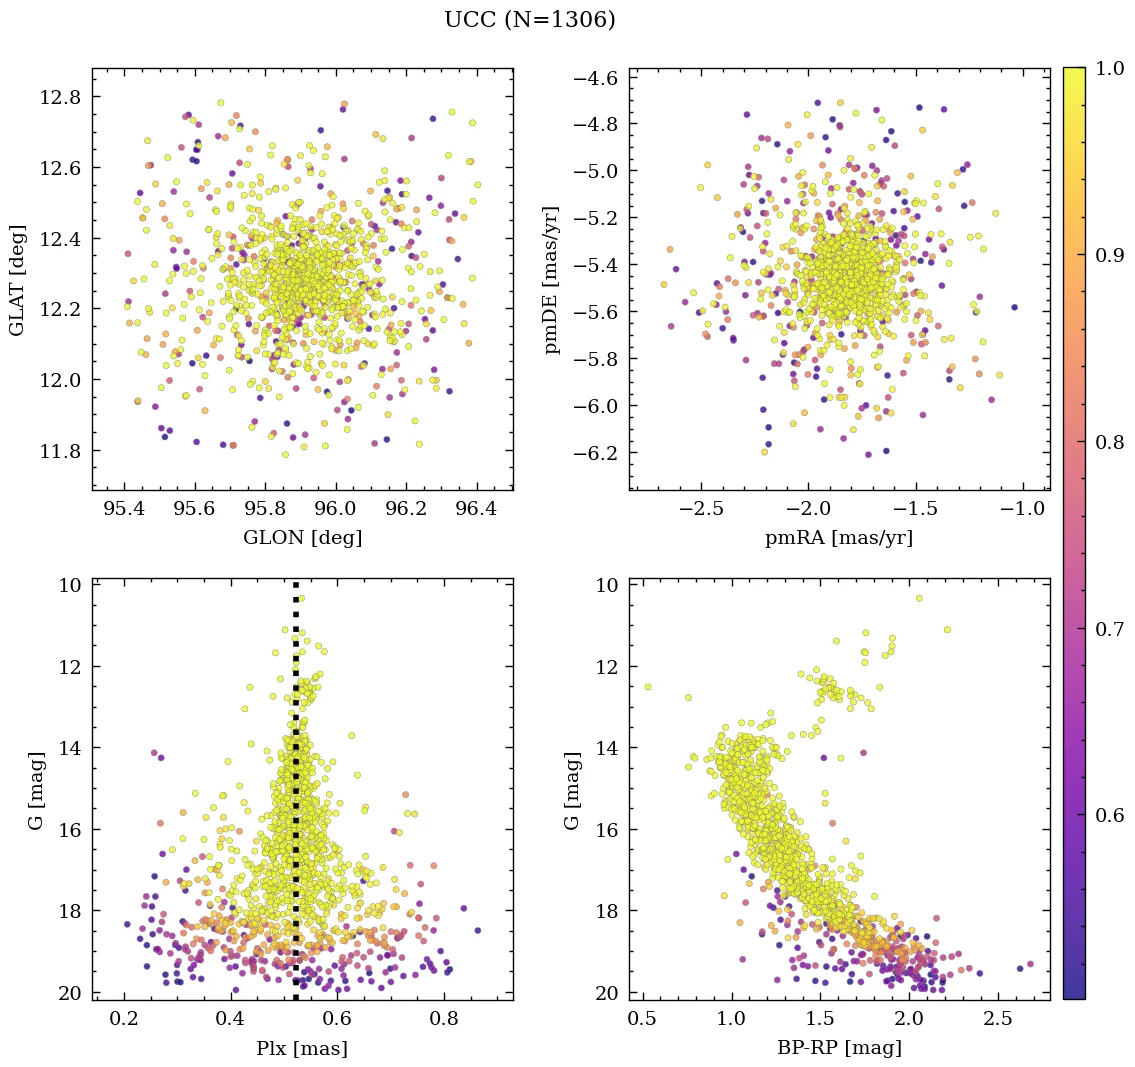 UCC (N=1306)
12.8
12.6
12.4
12.2
12.0
11.8
GLAT [deg]
95.4 95.6 95.8 96.0 96.2 96.4
GLON [deg]
−4.6
−4.8
−5.0
−5.2
−5.4
−5.6
−5.8
−6.0
−6.2
pmDE [mas/yr]
−2.5 −2.0 −1.5 −1.0
pmRA [mas/yr]
10
12
14
16
18
20
G [mag]
0.2 0.4 0.6 0.8
Plx [mas]
10
12
14
16
18
20
G [mag]
0.5 1.0 1.5 2.0 2.5
BP-RP [mag]
1.0
0.9
0.8
0.7
0.6